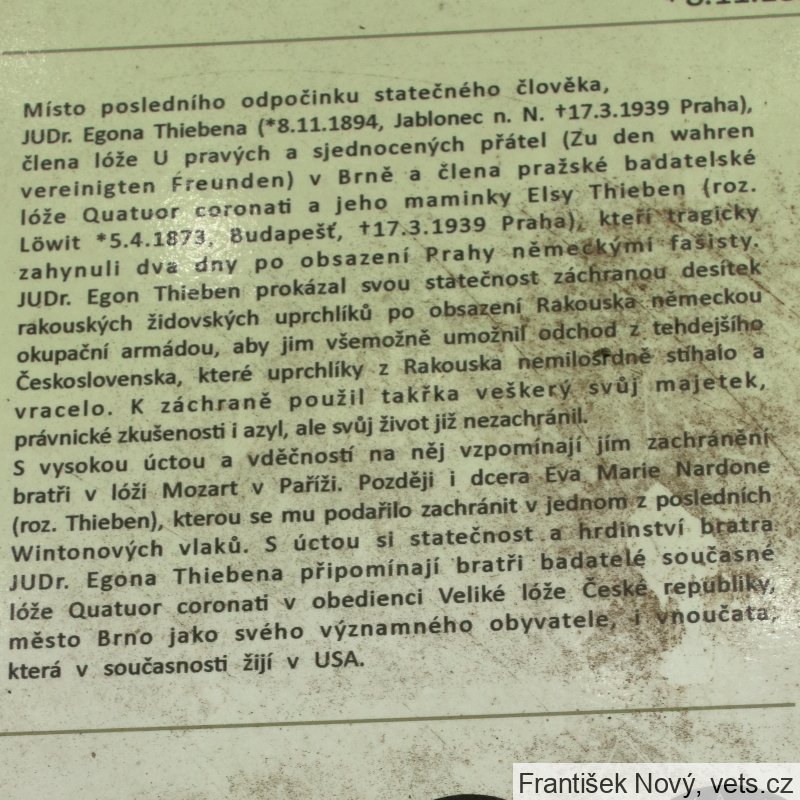 Místo posledního odpočinku statečného člověka,
JUDr. Egona Thiebena (*8.11.1894, Jablonec n. N. †17.3.1939 Praha),
člena lóže U pravých a sjednocených přátel (Zu den wahren
vereinigten Freunden) v Brně a člena pražské badatelské
lóže Quatuor coronati a jeho maminky Elsy Thieben (roz.
Löwit *5.4.1873, Budapešť, †17.3.1939 Praha), kteří tragicky
zahynuli dva dny po obsazení Prahy německými fašisty.
JUDr. Egon Thieben prokázal svou statečnost záchranou desítek
rakouských židovských uprchlíků po obsazení Rakouska německou
okupační armádou, aby jim všemožně umožnil odchod z tehdejšího
Československa, které uprchlíky z Rakouska nemilosrdně stíhalo a
vracelo. K záchraně použil takřka veškerý svůj majetek,
právnické zkušenosti i azyl, ale svůj život již nezachránil.
S vysokou úctou a vděčností na něj vzpomínají jím zachránění
bratři v lóži Mozart v Paříži. Později i dcera Eva Marie Nardone
(roz. Thieben), kterou se mu podařilo zachránit v jednom z posledních
Wintonových vlaků. S úctou si statečnost a hrdinství bratra
JUDr. Egona Thiebena připomínají bratři badatelé současné
lóže Quatuor coronati v obedienci Veliké lóže České republiky,
město Brno jako svého významného obyvatele, i vnoučata,
která v současnosti žijí v USA.
František Nový, vets.cz